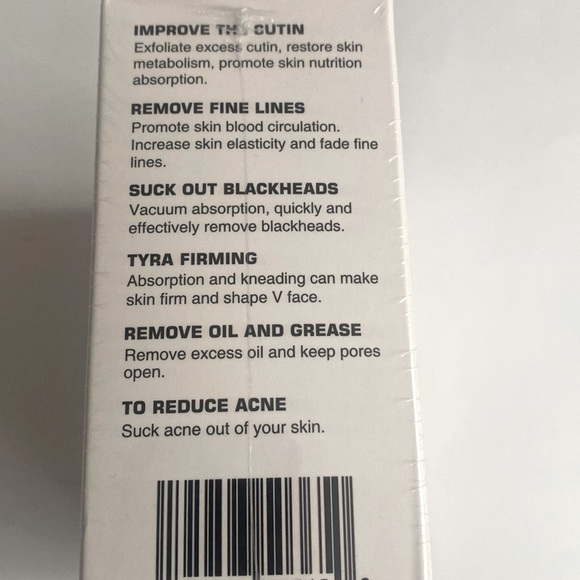 IMPROVE THE CUTIN
Exfoliate excess cutin, restore skin
metabolism, promote skin nutrition
absorption.
REMOVE FINE LINES
Promote skin blood circulation.
Increase skin elasticity and fade fine
lines.
SUCK OUT BLACKHEADS
Vacuum absorption, quickly and
effectively remove blackheads.
TYRA FIRMING
Absorption and kneading can make
skin firm and shape V face.
REMOVE OIL AND GREASE
Remove excess oil and keep pores
open.
TO REDUCE ACNE
Suck acne out of your skin.